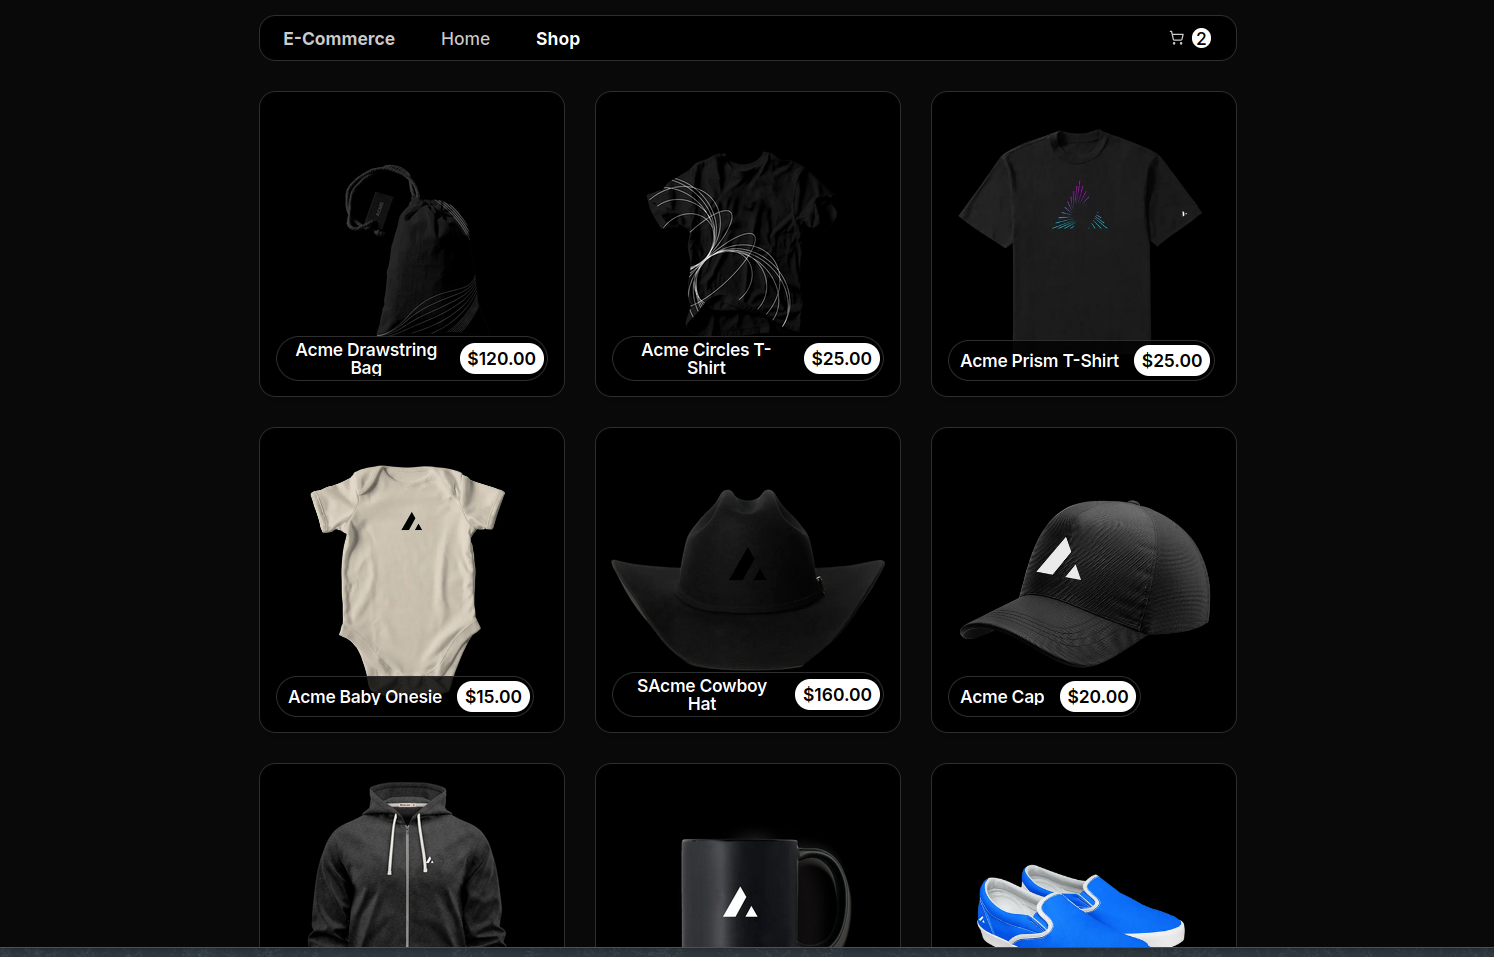 E-Commerce Home Shop 2
Acme Drawstring
Bag
$120.00
Acme Circles T-
Shirt
$25.00
Acme Prism T-Shirt $25.00
Acme Baby Onesie $15.00
SAcme Cowboy
Hat
$160.00
Acme Cap $20.00